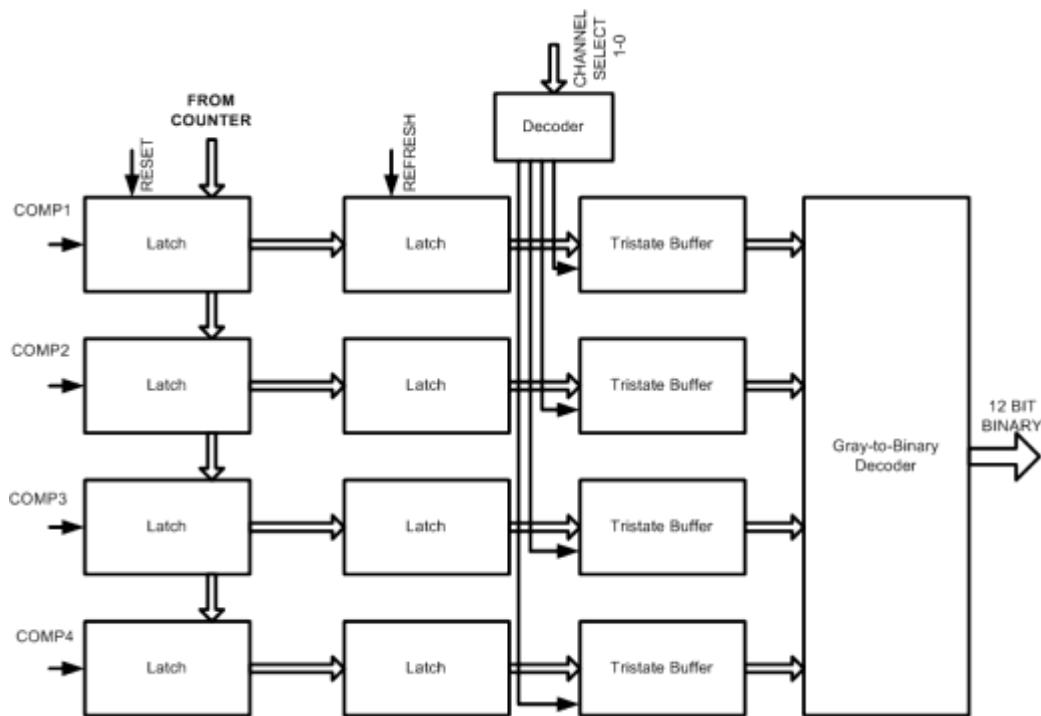 CHANNEL
SELECT
1-0
FROM
COUNTER
Decoder
RESET
REFRESH
COMP1
Latch
Latch
Tristate Buffer
COMP2
Latch
Latch
Tristate Buffer
12 BIT
BINARY
Gray-to-Binary
Decoder
COMP3
Latch
Latch
Tristate Buffer
COMP4
Latch
Latch
Tristate Buffer